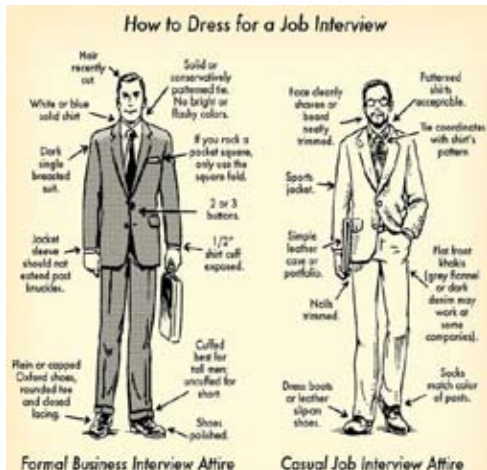 How to Dress for a Job Interview
Hair
recently
cut.
Solid or
conservatively
patterned tie.
No bright or
flashy colors.
White or blue
solid shirt
If you rock a
pocket square,
only use the
square fold.
Dark
single
breasted
suit.
2 or 3
buttons.
Jacket
sleeve
should not
extend past
knuckles.
1/2"
shirt cuff
exposed.
Cuffed
best for
tall men;
uncuffed for
short.
Plain or capped
Oxford shoes,
rounded toe
and closed
lacing.
Shoes
polished.
Formal Business Interview Attire
Face cleanly
shaven or
beard
neatly
trimmed.
Patterned
shirts
acceptable.
Tie coordinates
with shirt's
pattern
Sports
jacket.
Simple
leather
case or
portfolio.
Nails
trimmed.
Flat front
khakis
(grey flannel
or dark
denim may
work at
some
companies).
Dress boots
or leather
slip-on
shoes.
Socks
match color
of pants.
Casual Job Interview Attire